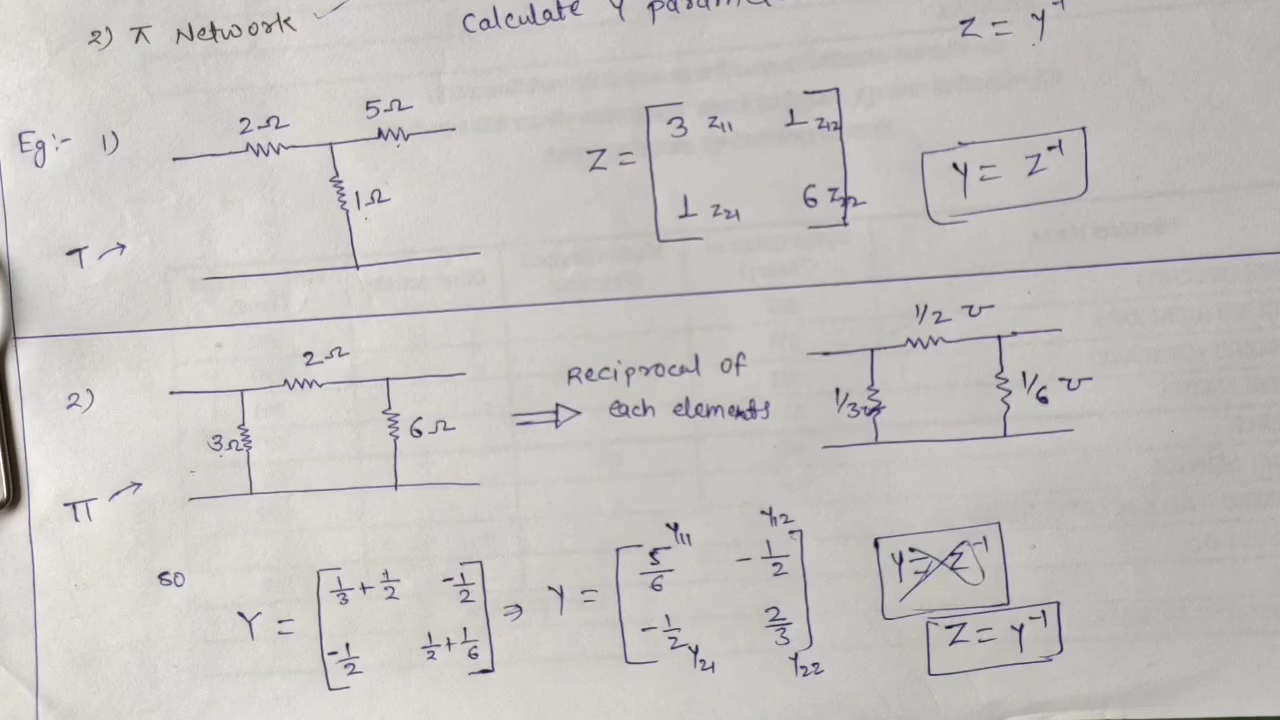 2) π Network
Calculate Y param
Z = Y⁻¹
Eg:- 1)
2Ω
5Ω
1Ω
T →
Z = [ 3 Z11 1 Z12
1 Z21 6 Z22 ]
Y = Z⁻¹
2)
2Ω
3Ω
6Ω
π →
⇒ Reciprocal of
each elements
1/2 ℧
1/3 ℧
1/6 ℧
so
Y = [ 1/3 + 1/2 -1/2
-1/2 1/2 + 1/6 ]
⇒ Y = [ 5/6 Y11 -1/2 Y12
-1/2 Y21 2/3 Y22 ]
Y = Z⁻¹
Z = Y⁻¹